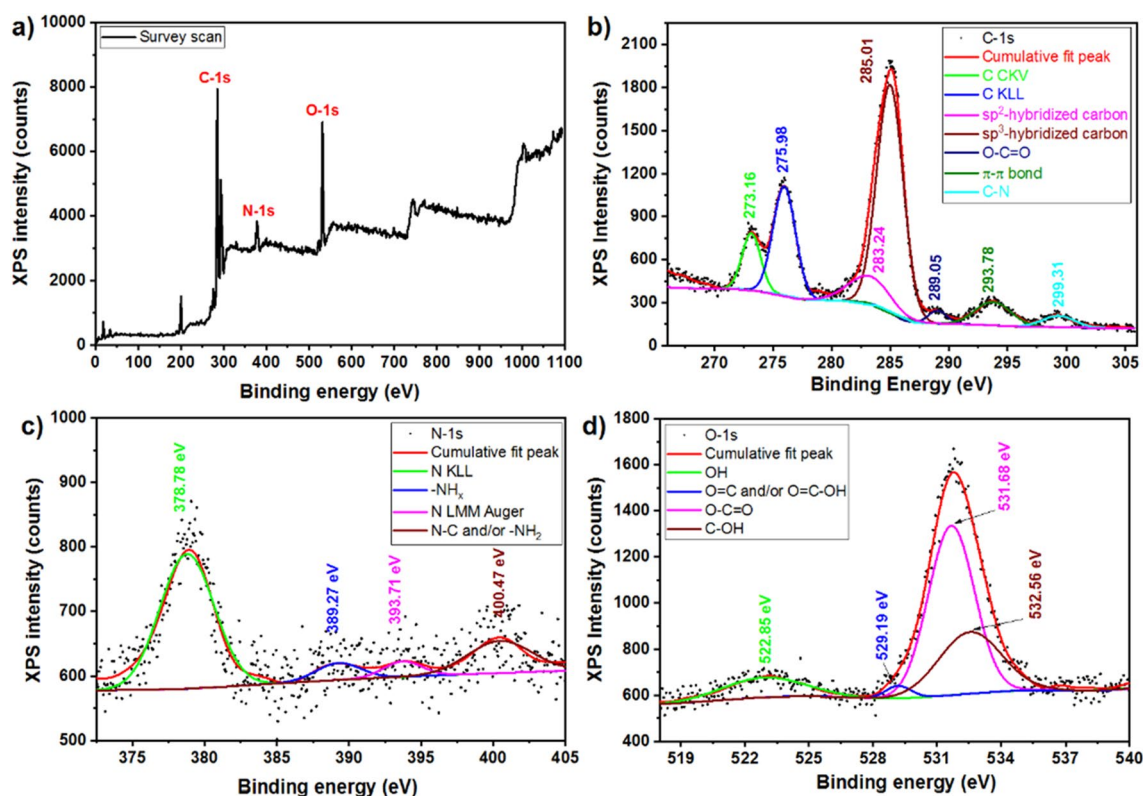 a)
Survey scan
C-1s
O-1s
N-1s
XPS intensity (counts)
10000
8000
6000
4000
2000
0
0 100 200 300 400 500 600 700 800 900 1000 1100
Binding energy (eV)
b)
C-1s
Cumulative fit peak
C CKV
C KLL
sp²-hybridized carbon
sp³-hybridized carbon
O-C=O
π-π bond
C-N
273.16
275.98
283.24
285.01
289.05
293.78
299.31
XPS Intensity (counts)
2100
1800
1500
1200
900
600
300
0
270 275 280 285 290 295 300 305
Binding Energy (eV)
c)
N-1s
Cumulative fit peak
N KLL
-NHₓ
N LMM Auger
N-C and/or -NH₂
378.78 eV
389.27 eV
393.71 eV
400.47 eV
XPS intensity (counts)
1000
900
800
700
600
500
375 380 385 390 395 400 405
Binding energy (eV)
d)
O-1s
Cumulative fit peak
OH
O=C and/or O=C-OH
O-C=O
C-OH
522.85 eV
529.19 eV
531.68 eV
532.56 eV
XPS intensity (counts)
1800
1600
1400
1200
1000
800
600
400
519 522 525 528 531 534 537 540
Binding energy (eV)